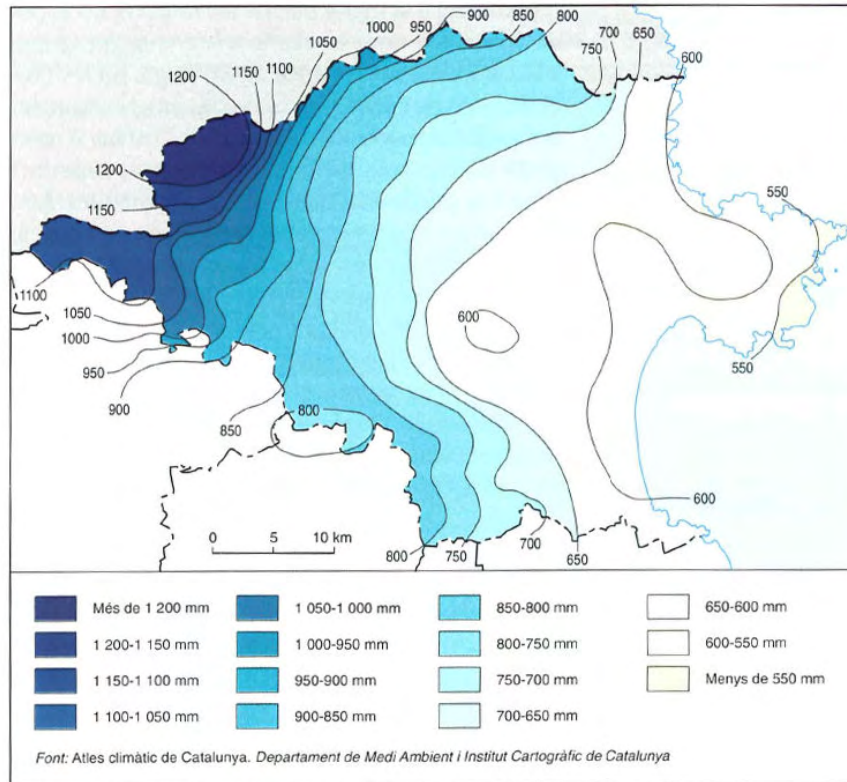 900
850
800
950
1000
700
650
1050
750
600
1150
1100
1200
1200
1150
550
1100
1050
600
1000
550
950
900
850
800
600
0 5 10 km
800
750
700
650
Més de 1 200 mm
1 050-1 000 mm
850-800 mm
650-600 mm
1 200-1 150 mm
1 000-950 mm
800-750 mm
600-550 mm
1 150-1 100 mm
950-900 mm
750-700 mm
Menys de 550 mm
1 100-1 050 mm
900-850 mm
700-650 mm
Font: Atles climàtic de Catalunya. Departament de Medi Ambient i Institut Cartogràfic de Catalunya